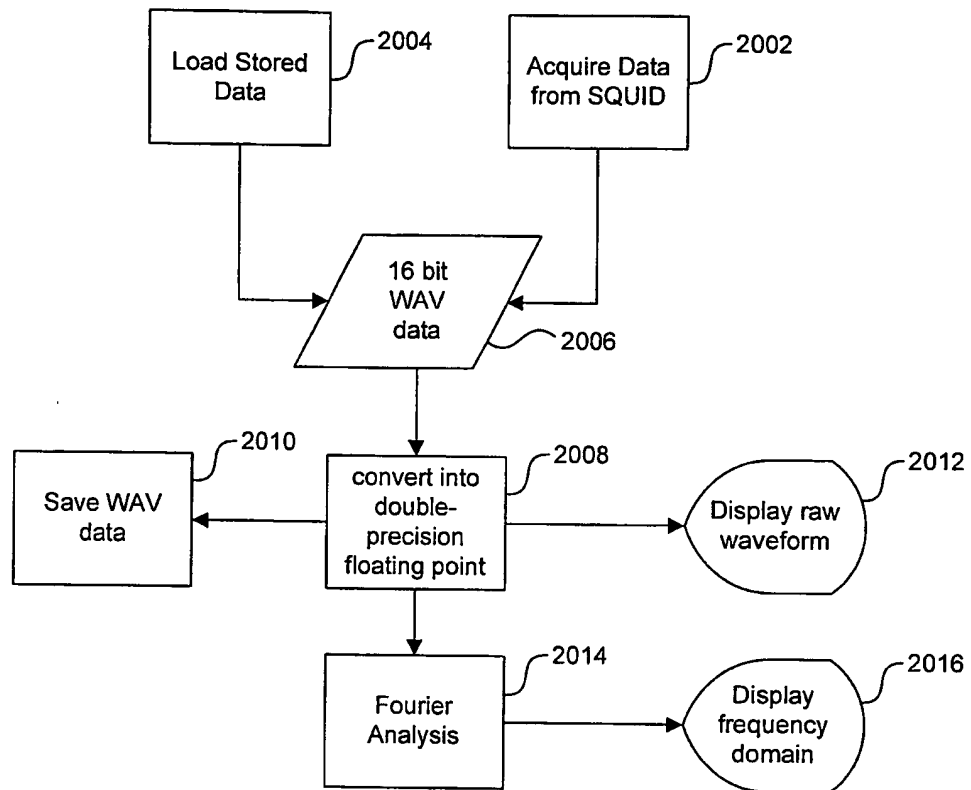 Load Stored
Data
2004
Acquire Data
from SQUID
2002
16 bit
WAV
data
2006
Save WAV
data
2010
convert into
double-
precision
floating point
2008
Display raw
waveform
2012
Fourier
Analysis
2014
Display
frequency
domain
2016